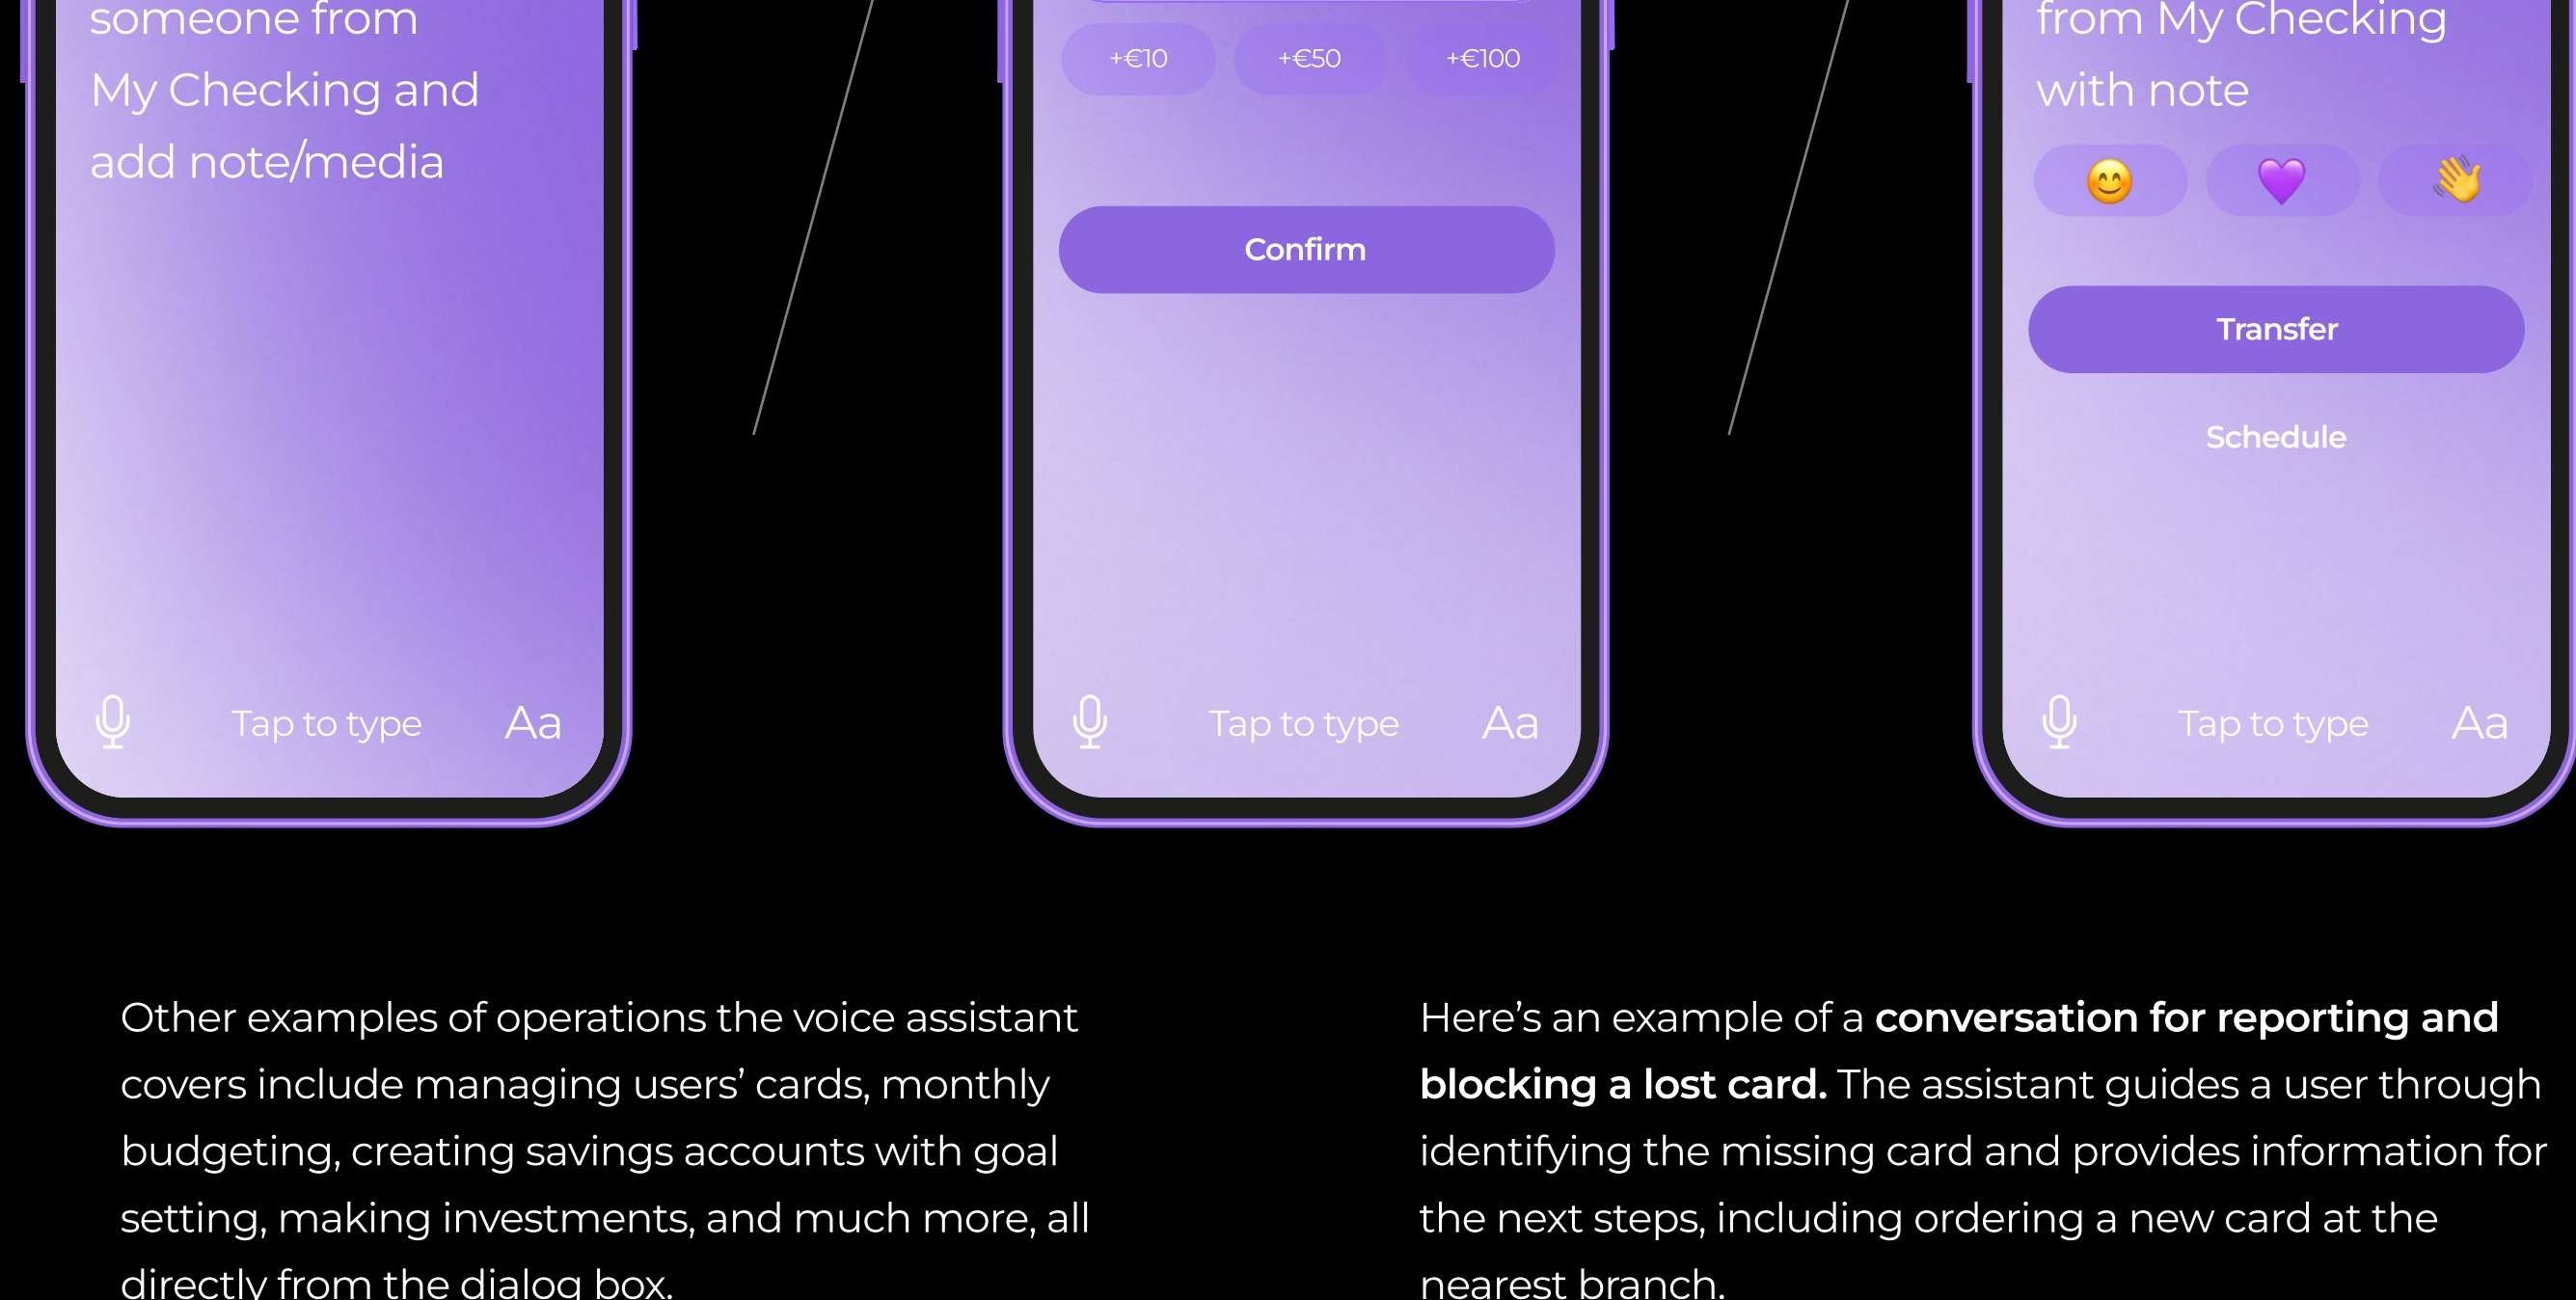 someone from
My Checking and
add note/media
Tap to type Aa
+€10 +€50 +€100
Confirm
Tap to type Aa
from My Checking
with note
😊 💜 👋
Transfer
Schedule
Tap to type Aa
Other examples of operations the voice assistant
covers include managing users’ cards, monthly
budgeting, creating savings accounts with goal
setting, making investments, and much more, all
directly from the dialog box.
Here’s an example of a conversation for reporting and
blocking a lost card. The assistant guides a user through
identifying the missing card and provides information for
the next steps, including ordering a new card at the
nearest branch.